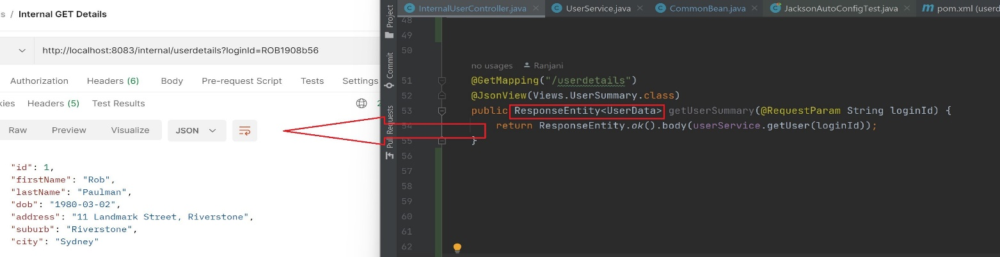 s / Internal GET Details
http://localhost:8083/internal/userdetails?loginId=ROB1908b56
Authorization Headers (6) Body Pre-request Script Tests Settings
kies Headers (5) Test Results 2
Raw Preview Visualize JSON
"id": 1,
"firstName": "Rob",
"lastName": "Paulman",
"dob": "1980-03-02",
"address": "11 Landmark Street, Riverstone",
"suburb": "Riverstone",
"city": "Sydney"
Project
Commit
Pull Requests
InternalUserController.java UserService.java CommonBean.java JacksonAutoConfigTest.java m pom.xml (userd
48
49
50
no usages Ranjani
51 @GetMapping("/userdetails")
52 @JsonView(Views.UserSummary.class)
53 public ResponseEntity<UserData> getUserSummary(@RequestParam String loginId) {
54 return ResponseEntity.ok().body(userService.getUser(loginId));
55 }
56
57
58
59
60
61
62